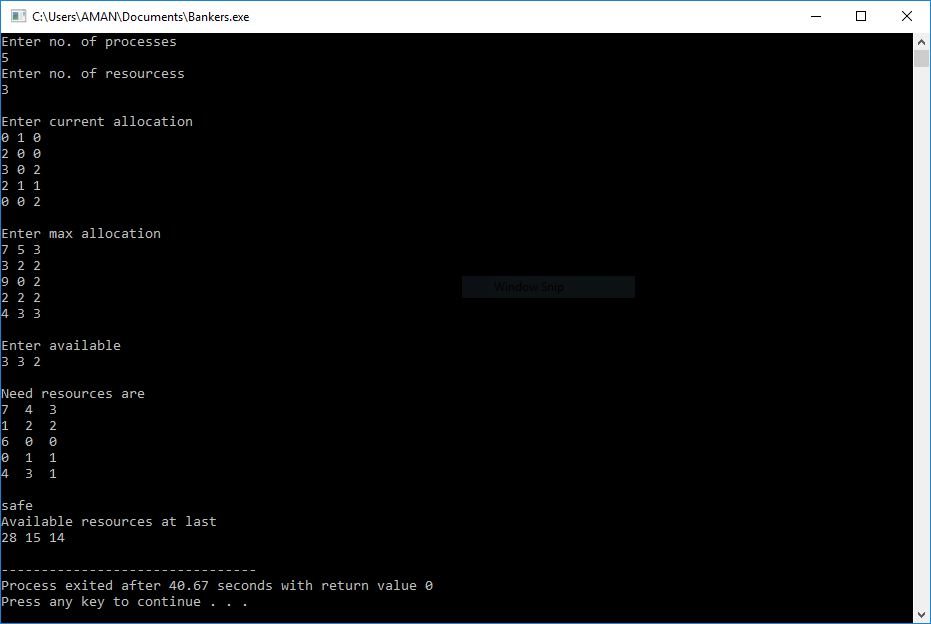 C:\Users\AMAN\Documents\Bankers.exe
Enter no. of processes
5
Enter no. of resourcess
3
Enter current allocation
0 1 0
2 0 0
3 0 2
2 1 1
0 0 2
Enter max allocation
7 5 3
3 2 2
9 0 2
2 2 2
4 3 3
Window Snip
Enter available
3 3 2
Need resources are
7  4  3
1  2  2
6  0  0
0  1  1
4  3  1
safe
Available resources at last
28 15 14
--------------------------------
Process exited after 40.67 seconds with return value 0
Press any key to continue . . .